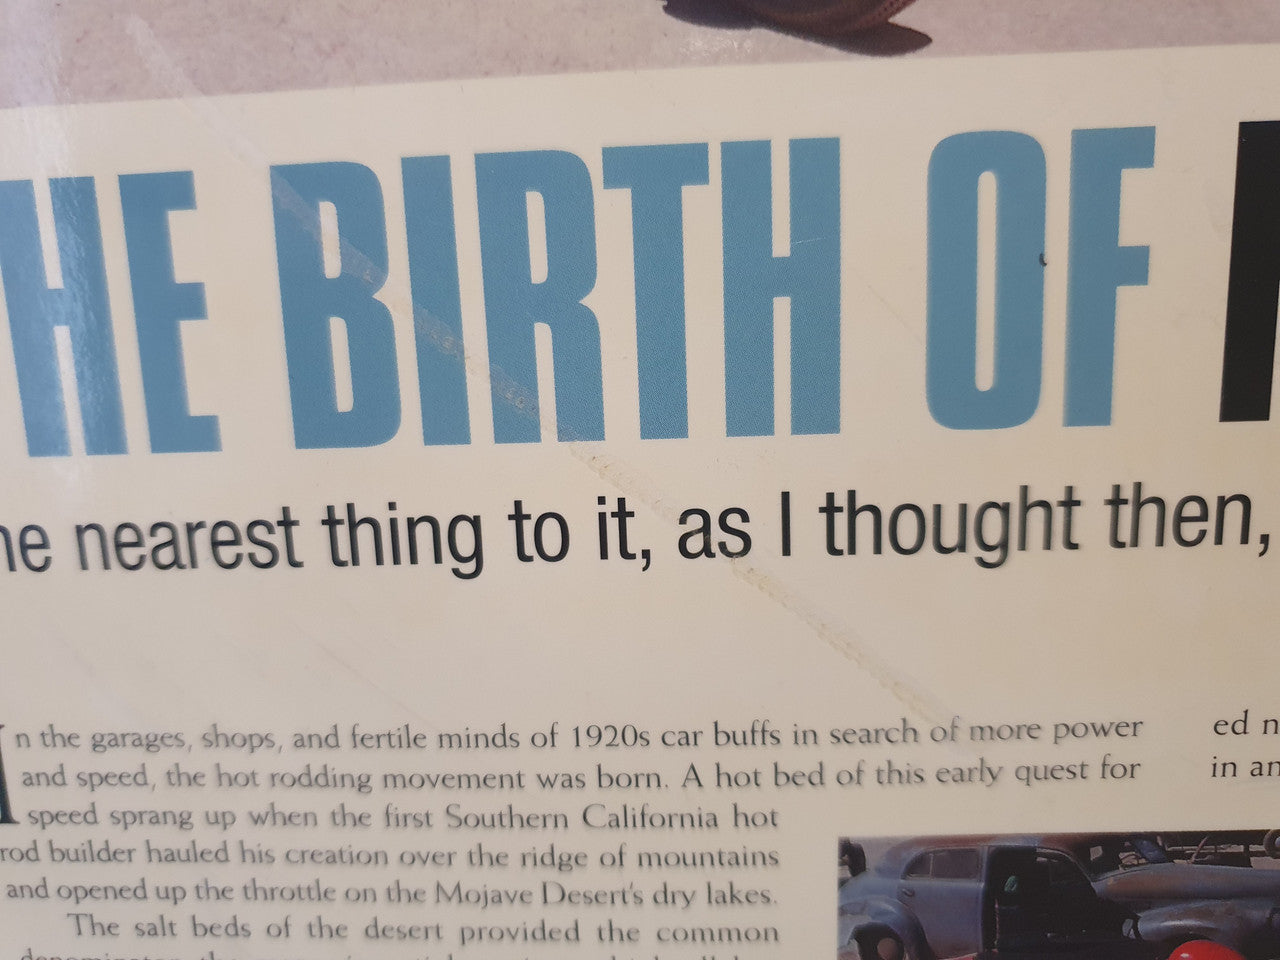 HE BIRTH OF
he nearest thing to it, as I thought then,
In the garages, shops, and fertile minds of 1920s car buffs in search of more power
and speed, the hot rodding movement was born. A hot bed of this early quest for
speed sprang up when the first Southern California hot
rod builder hauled his creation over the ridge of mountains
and opened up the throttle on the Mojave Desert's dry lakes.
The salt beds of the desert provided the common
ed n
in an